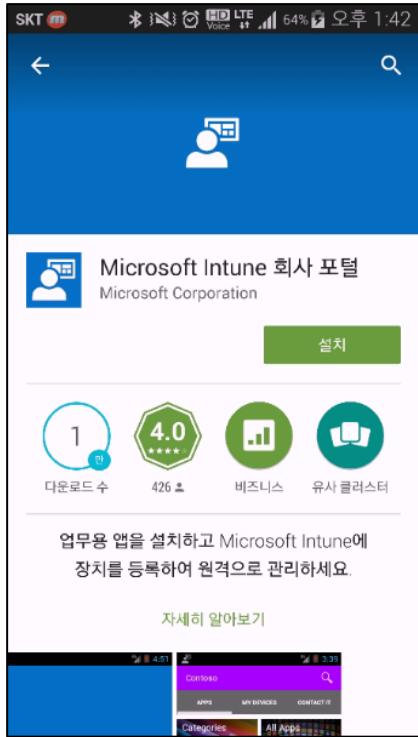 SKT m HD Voice LTE 64% 오후 1:42
Microsoft Intune 회사 포털
Microsoft Corporation
설치
1 만
4.0
다운로드 수
426
비즈니스
유사 클러스터
업무용 앱을 설치하고 Microsoft Intune에
장치를 등록하여 원격으로 관리하세요.
자세히 알아보기
4:51
3:39
Contoso
APPS MY DEVICES CONTACT IT
Categories
All Apps